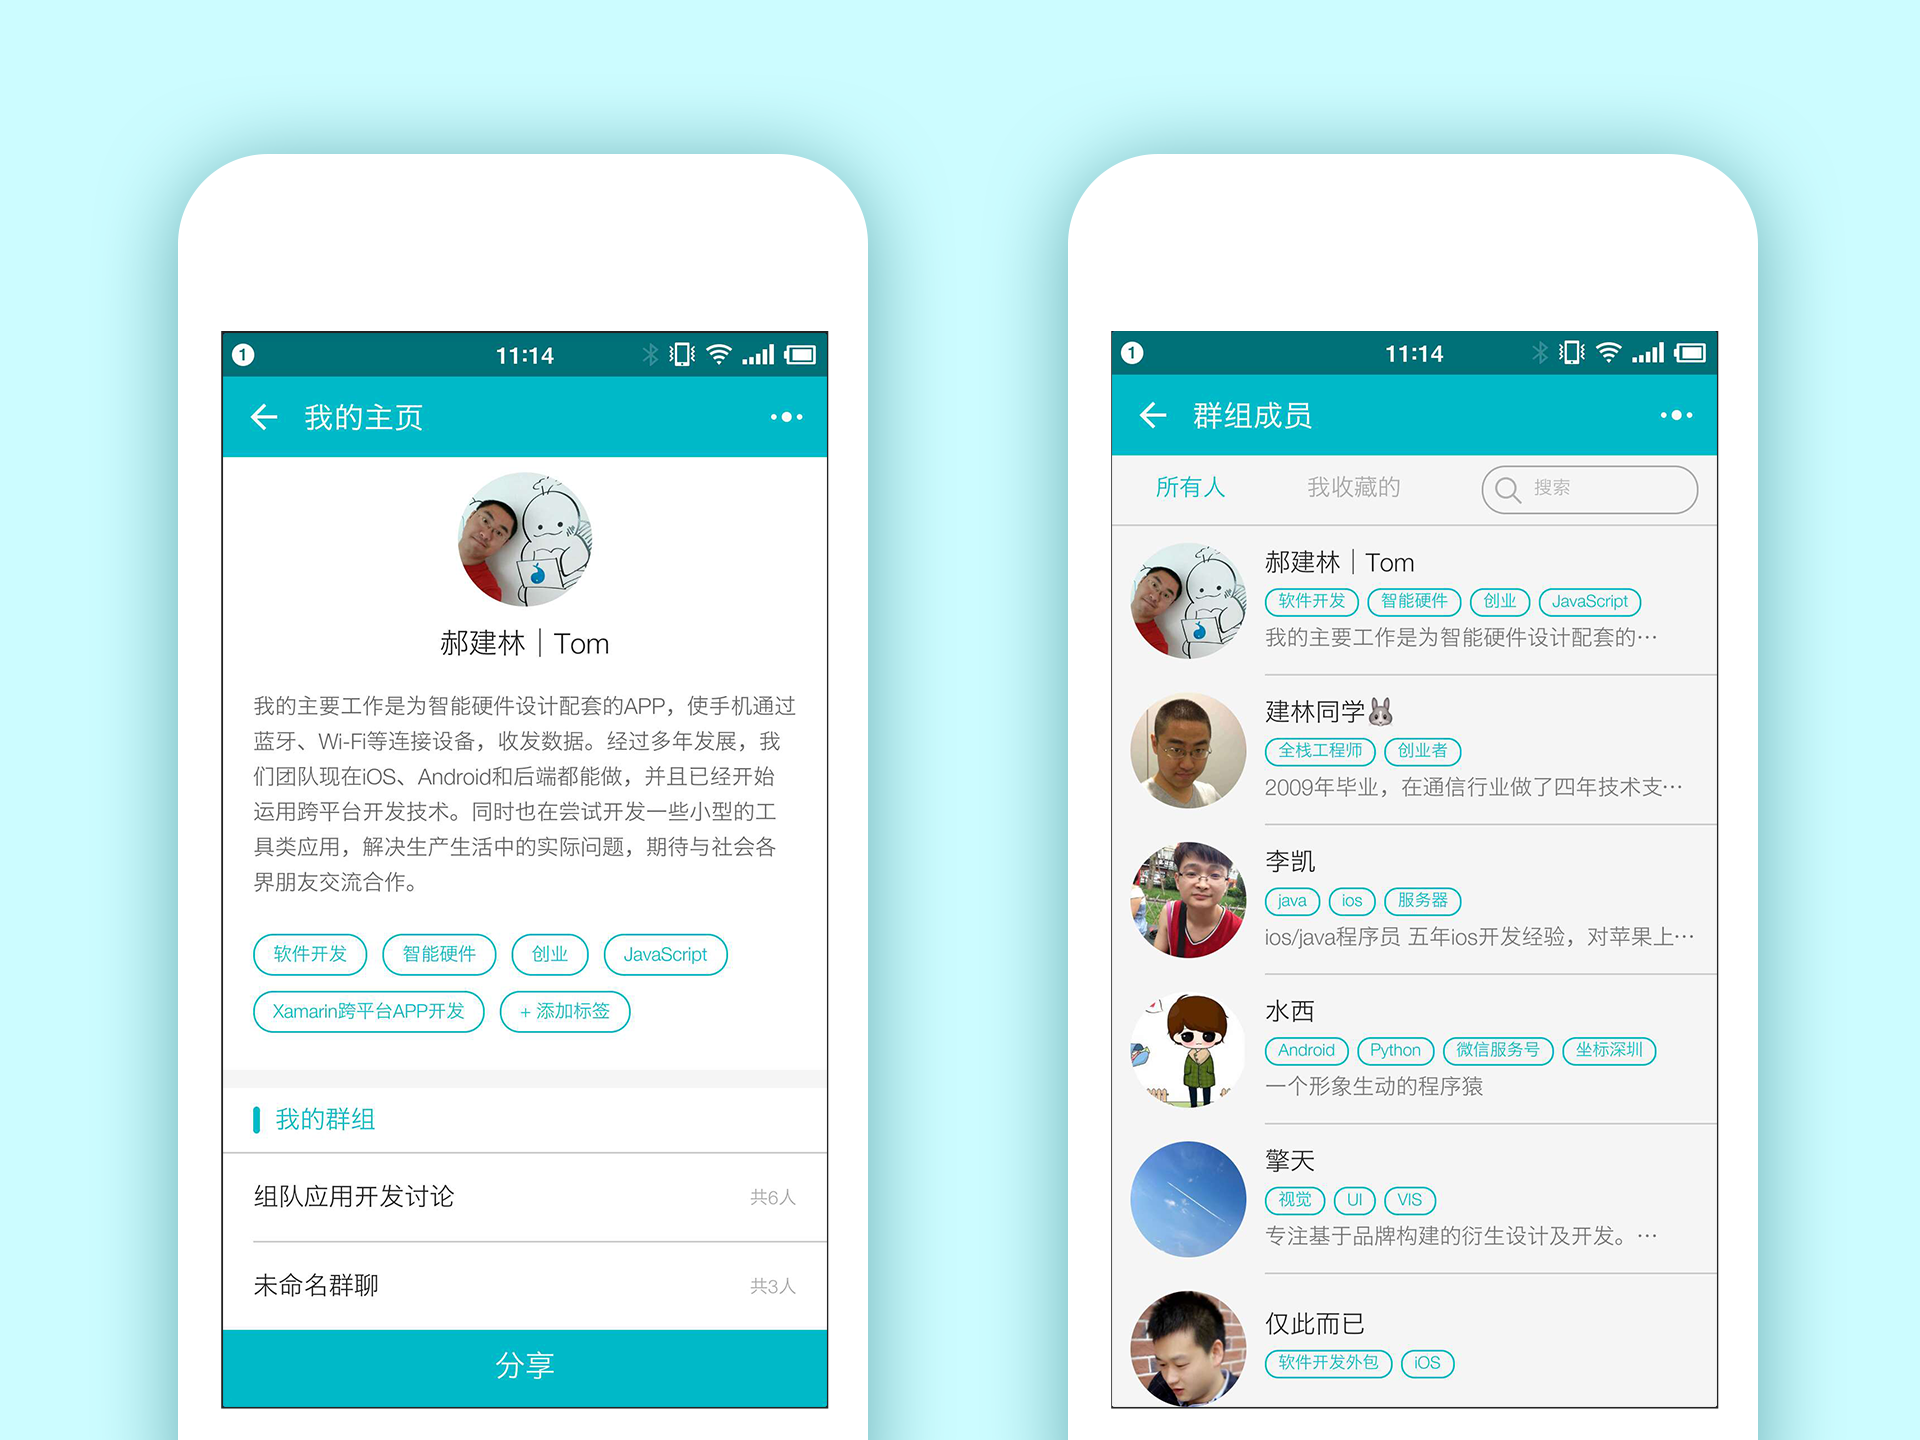 1 11:14
我的主页
郝建林｜Tom
我的主要工作是为智能硬件设计配套的APP，使手机通过
蓝牙、Wi-Fi等连接设备，收发数据。经过多年发展，我
们团队现在iOS、Android和后端都能做，并且已经开始
运用跨平台开发技术。同时也在尝试开发一些小型的工
具类应用，解决生产生活中的实际问题，期待与社会各
界朋友交流合作。
软件开发 智能硬件 创业 JavaScript
Xamarin跨平台APP开发 + 添加标签
我的群组
组队应用开发讨论 共6人
未命名群聊 共3人
分享
1 11:14
群组成员
所有人 我收藏的 搜索
郝建林｜Tom
软件开发 智能硬件 创业 JavaScript
我的主要工作是为智能硬件设计配套的…
建林同学🐰
全栈工程师 创业者
2009年毕业，在通信行业做了四年技术支…
李凯
java ios 服务器
ios/java程序员 五年ios开发经验，对苹果上…
水西
Android Python 微信服务号 坐标深圳
一个形象生动的程序猿
擎天
视觉 UI VIS
专注基于品牌构建的衍生设计及开发。…
仅此而已
软件开发外包 iOS